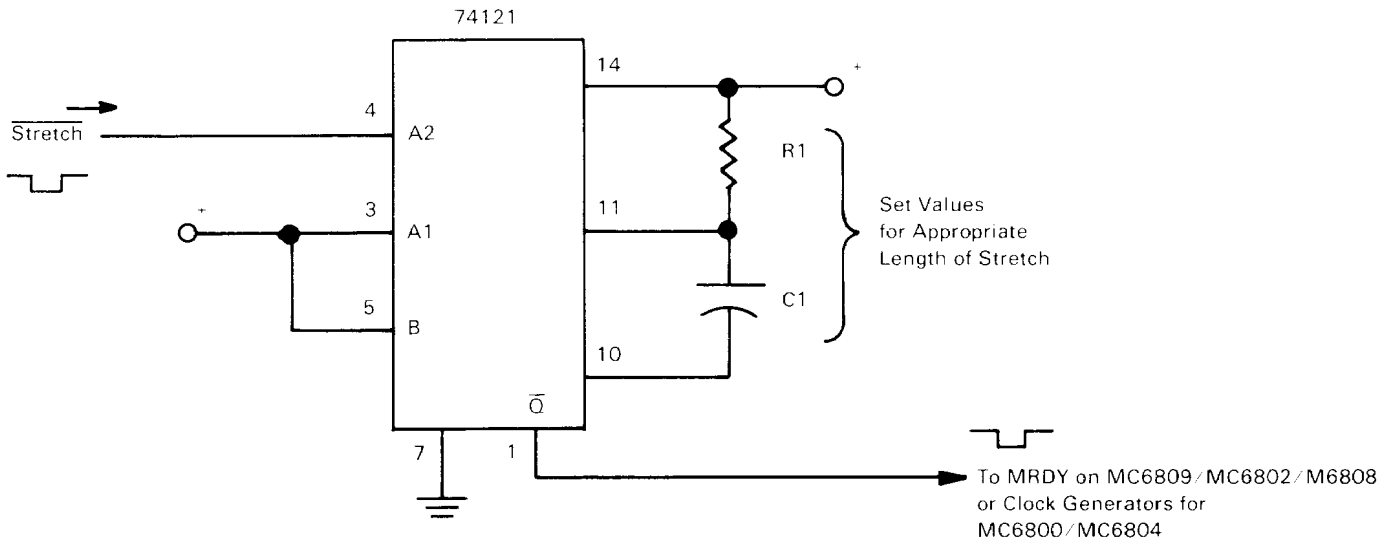 74121
14
+
4
Stretch
A2
R1
3
A1
11
+
Set Values
for Appropriate
Length of Stretch
C1
5
B
10
Q
7
1
To MRDY on MC6809/MC6802/M6808
or Clock Generators for
MC6800/MC6804